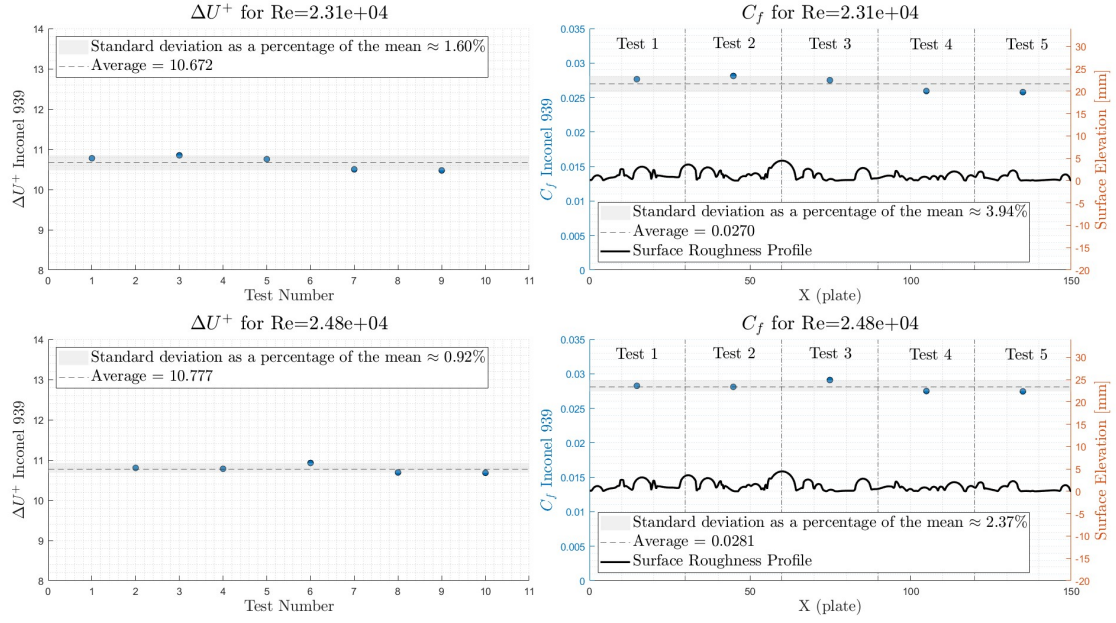 ΔU⁺ for Re=2.31e+04
14
13
12
11
10
9
8
ΔU⁺ Inconel 939
Standard deviation as a percentage of the mean ≈ 1.60%
Average = 10.672
0 1 2 3 4 5 6 7 8 9 10 11
Test Number
C_f for Re=2.31e+04
0.035
0.03
0.025
0.02
0.015
0.01
0.005
0
C_f Inconel 939
Test 1 Test 2 Test 3 Test 4 Test 5
Standard deviation as a percentage of the mean ≈ 3.94%
Average = 0.0270
Surface Roughness Profile
30
25
20
15
10
5
0
-5
-10
-15
-20
Surface Elevation [mm]
0 50 100 150
X (plate)
ΔU⁺ for Re=2.48e+04
14
13
12
11
10
9
8
ΔU⁺ Inconel 939
Standard deviation as a percentage of the mean ≈ 0.92%
Average = 10.777
0 1 2 3 4 5 6 7 8 9 10 11
Test Number
C_f for Re=2.48e+04
0.035
0.03
0.025
0.02
0.015
0.01
0.005
0
C_f Inconel 939
Test 1 Test 2 Test 3 Test 4 Test 5
Standard deviation as a percentage of the mean ≈ 2.37%
Average = 0.0281
Surface Roughness Profile
30
25
20
15
10
5
0
-5
-10
-15
-20
Surface Elevation [mm]
0 50 100 150
X (plate)